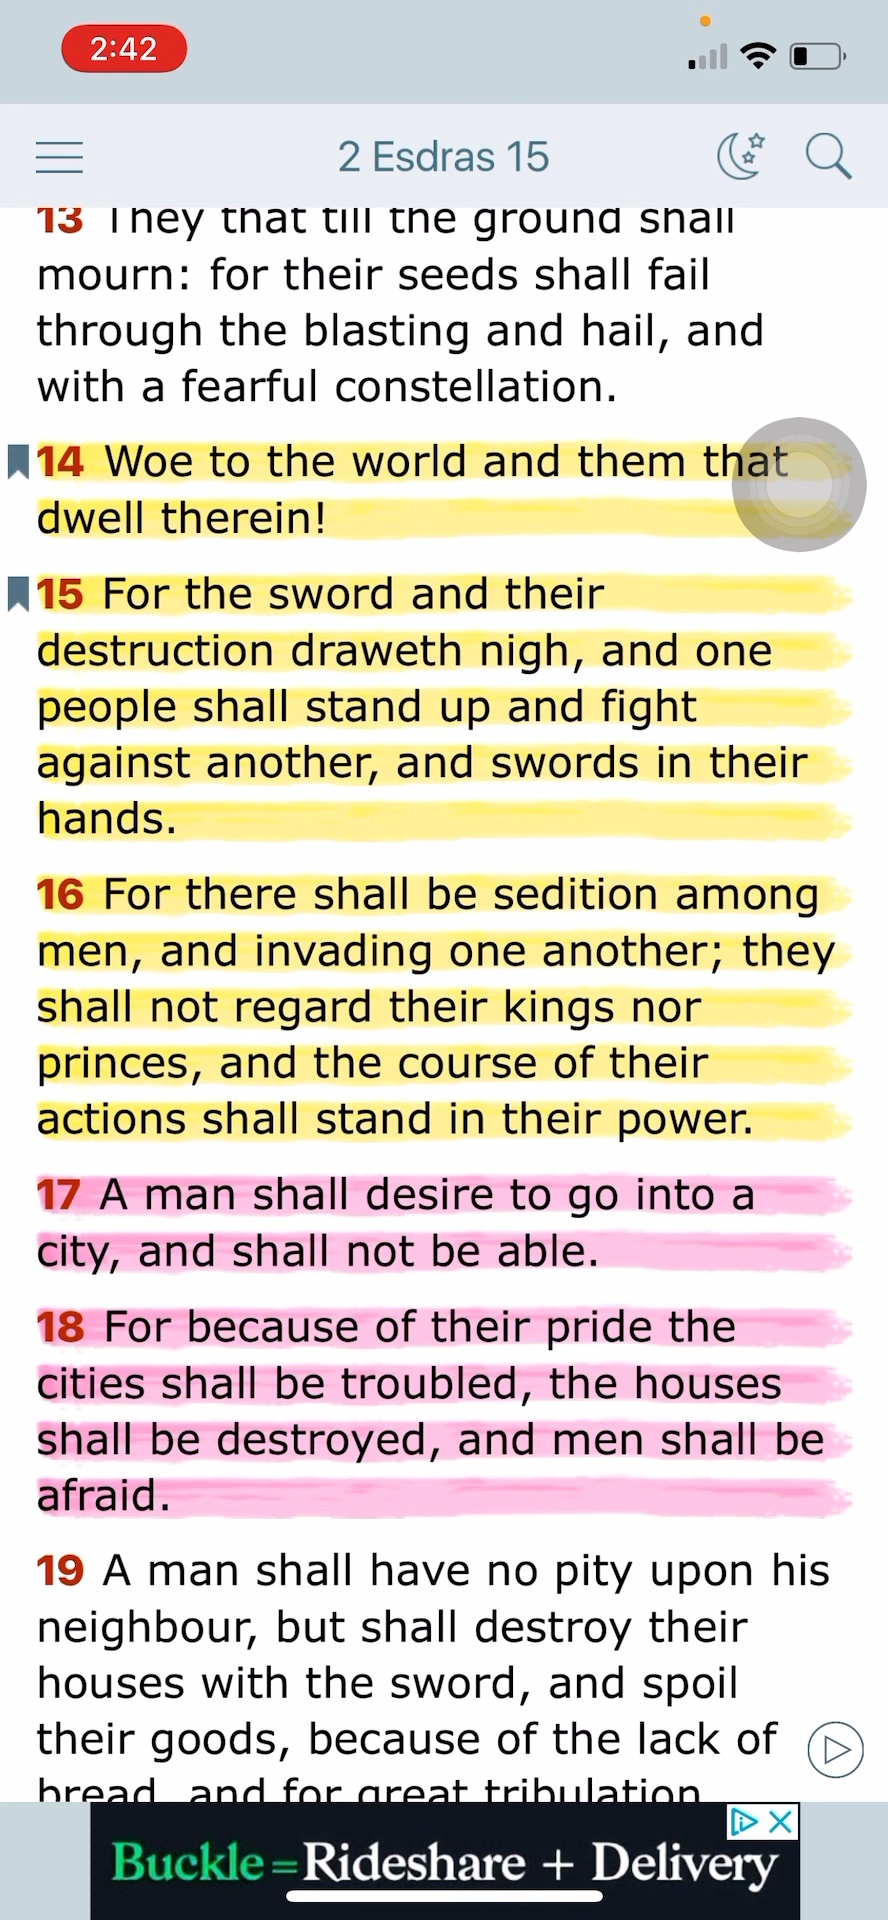 2:42
2 Esdras 15
13 They that till the ground shall
mourn: for their seeds shall fail
through the blasting and hail, and
with a fearful constellation.
14 Woe to the world and them that
dwell therein!
15 For the sword and their
destruction draweth nigh, and one
people shall stand up and fight
against another, and swords in their
hands.
16 For there shall be sedition among
men, and invading one another; they
shall not regard their kings nor
princes, and the course of their
actions shall stand in their power.
17 A man shall desire to go into a
city, and shall not be able.
18 For because of their pride the
cities shall be troubled, the houses
shall be destroyed, and men shall be
afraid.
19 A man shall have no pity upon his
neighbour, but shall destroy their
houses with the sword, and spoil
their goods, because of the lack of
bread, and for great tribulation.
Buckle=Rideshare + Delivery